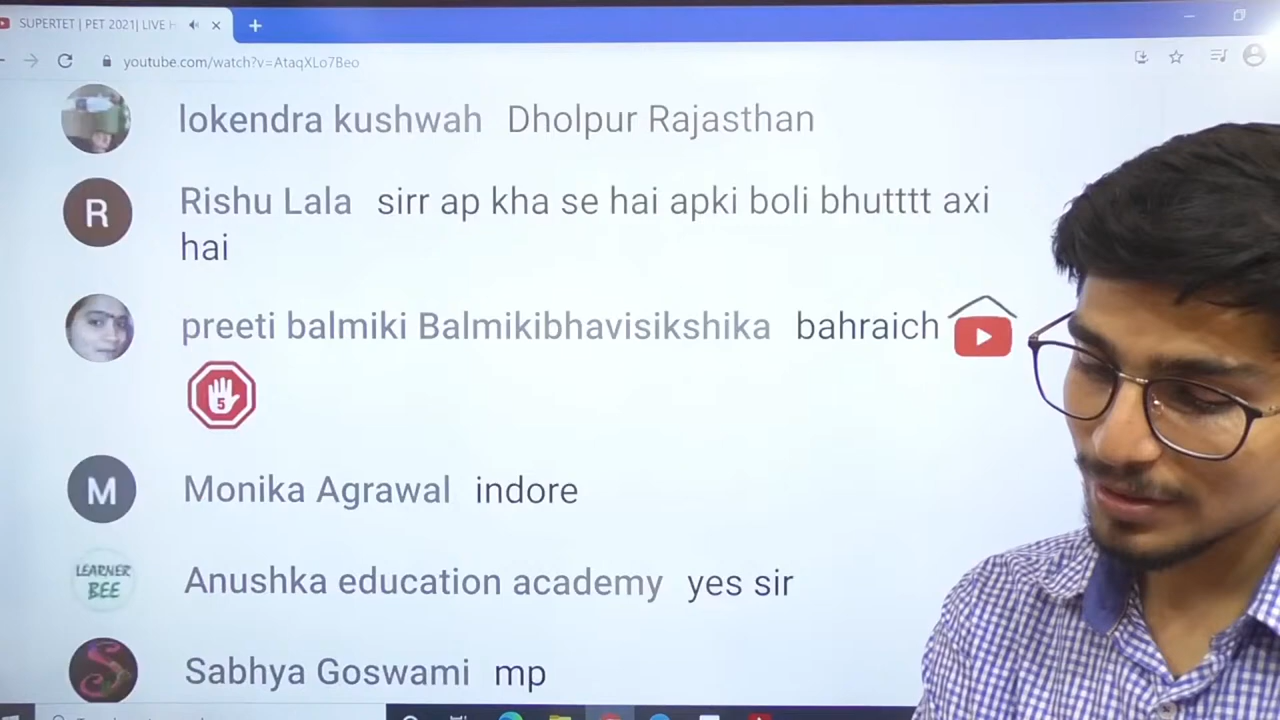 SUPERTET | PET 2021| LIVE
youtube.com/watch?v=AtaqXLo7Beo
lokendra kushwah Dholpur Rajasthan
R Rishu Lala sirr ap kha se hai apki boli bhutttt axi
hai
preeti balmiki Balmikibhavisikshika bahraich
5
M Monika Agrawal indore
LEARNER
BEE
Anushka education academy yes sir
S Sabhya Goswami mp